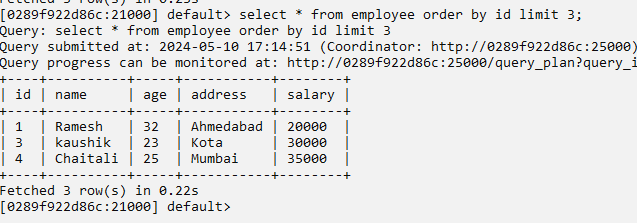 Fetched 3 row(s) in 0.23s
[0289f922d86c:21000] default> select * from employee order by id limit 3;
Query: select * from employee order by id limit 3
Query submitted at: 2024-05-10 17:14:51 (Coordinator: http://0289f922d86c:25000)
Query progress can be monitored at: http://0289f922d86c:25000/query_plan?query_i
+----+----------+-----+-----------+--------+
| id | name     | age | address   | salary |
+----+----------+-----+-----------+--------+
| 1  | Ramesh   | 32  | Ahmedabad | 20000  |
| 3  | kaushik  | 23  | Kota      | 30000  |
| 4  | Chaitali | 25  | Mumbai    | 35000  |
+----+----------+-----+-----------+--------+
Fetched 3 row(s) in 0.22s
[0289f922d86c:21000] default>